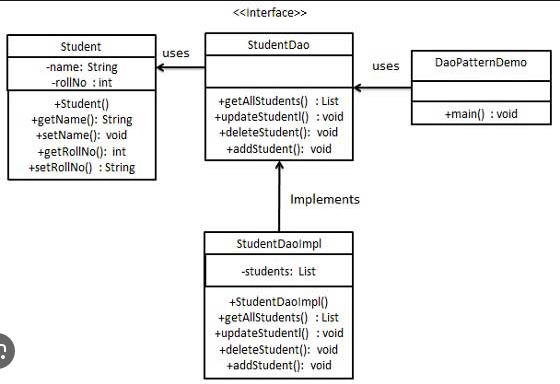 <<Interface>>
Student
-name: String
-rollNo : int
+Student()
+getName(): String
+setName(): void
+getRollNo(): int
+setRollNo() : String
uses
StudentDao
+getAllStudents() : List
+updateStudentl() : void
+deleteStudent(): void
+addStudent(): void
uses
DaoPatternDemo
+main() : void
Implements
StudentDaoImpl
-students: List
+StudentDaoImpl()
+getAllStudents() : List
+updateStudentl() : void
+deleteStudent(): void
+addStudent(): void